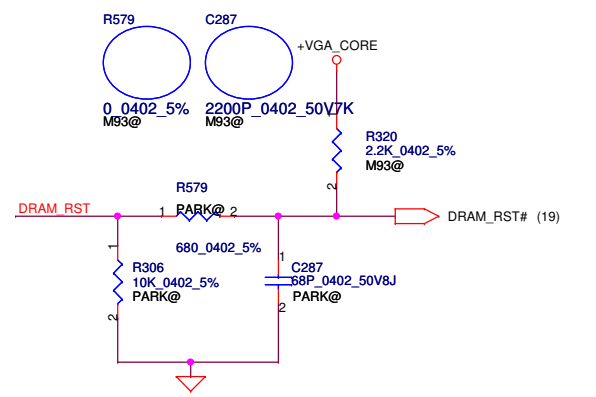 R579
C287
+VGA_CORE
0_0402_5%
2200P_0402_50V7K
M93@
M93@
1
R320
2.2K_0402_5%
M93@
2
R579
DRAM_RST
1
PARK@
2
DRAM_RST# (19)
680_0402_5%
1
R306
10K_0402_5%
PARK@
2
1
C287
68P_0402_50V8J
PARK@
2